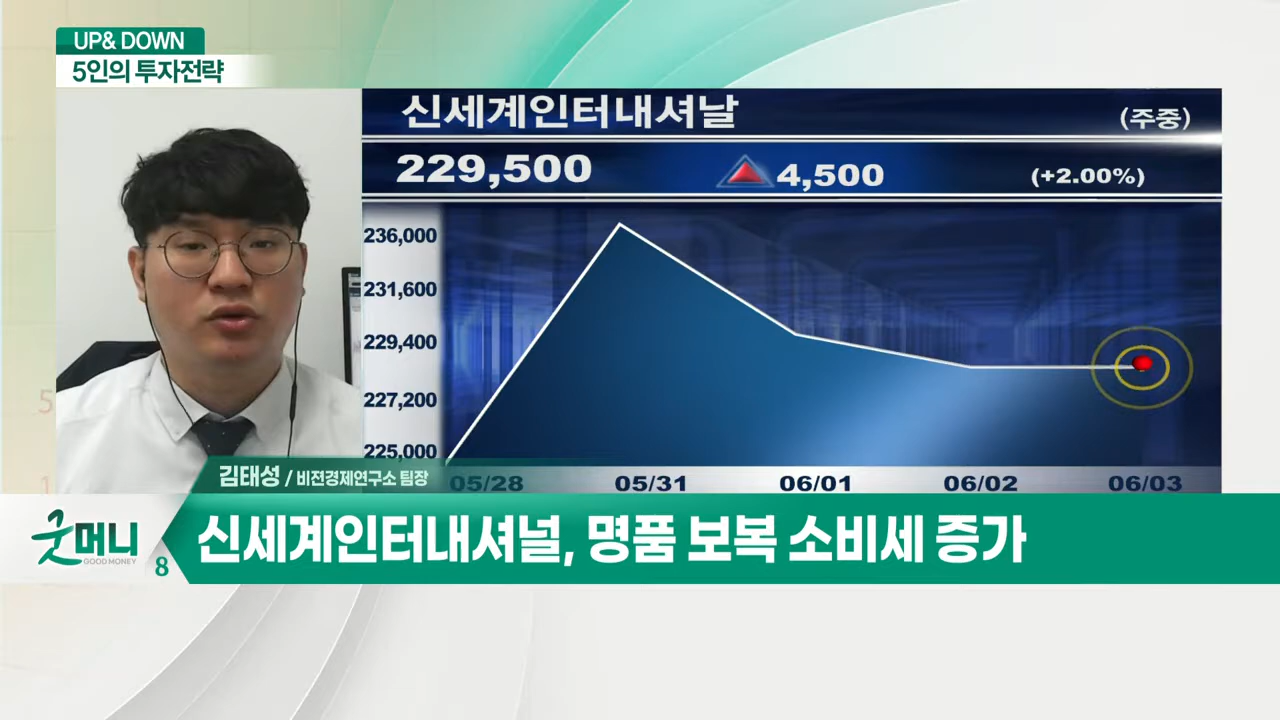 UP& DOWN
5인의 투자전략
신세계인터내셔날
(주중)
229,500
4,500
(+2.00%)
236,000
231,600
229,400
227,200
225,000
05/28
05/31
06/01
06/02
06/03
김태성 / 비젼경제연구소 팀장
굿머니
GOOD MONEY
8
신세계인터내셔널, 명품 보복 소비세 증가
5
1